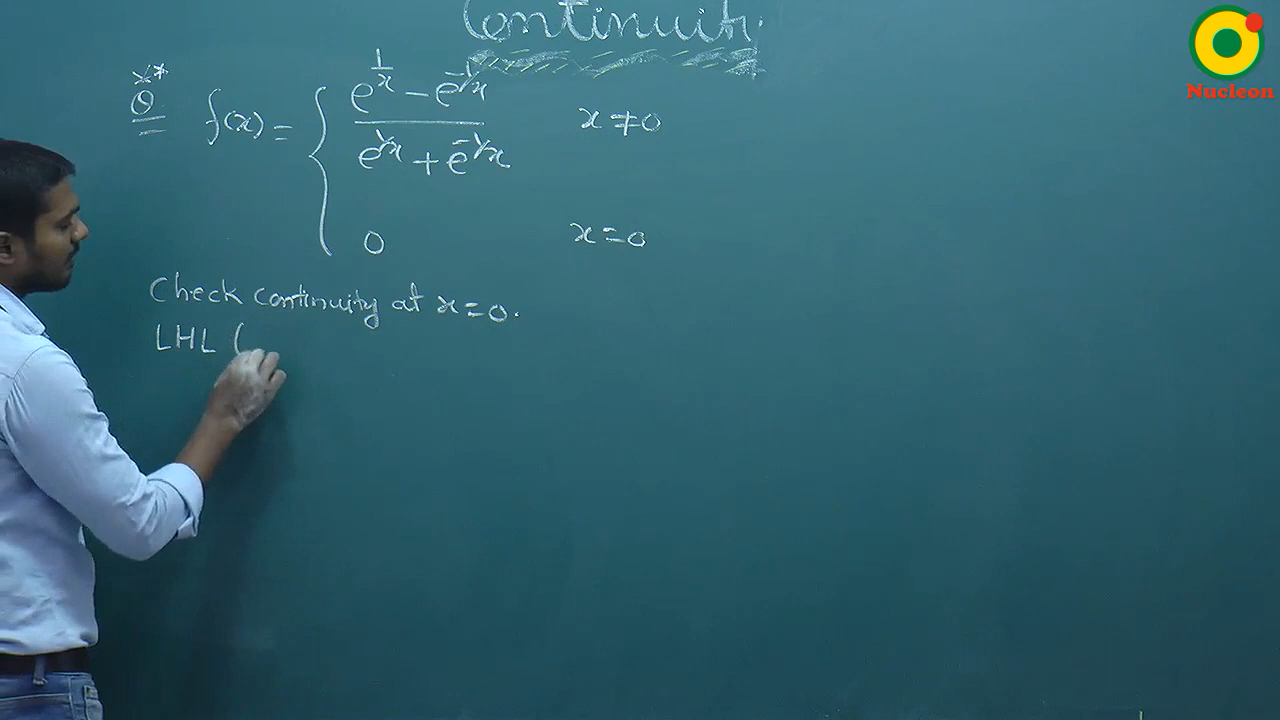 Continuity
Nucleon
Q f(x) = { (e^{1/x} - e^{-1/x}) / (e^{1/x} + e^{-1/x}) x ≠ 0
0 x = 0
Check continuity at x = 0.
LHL (